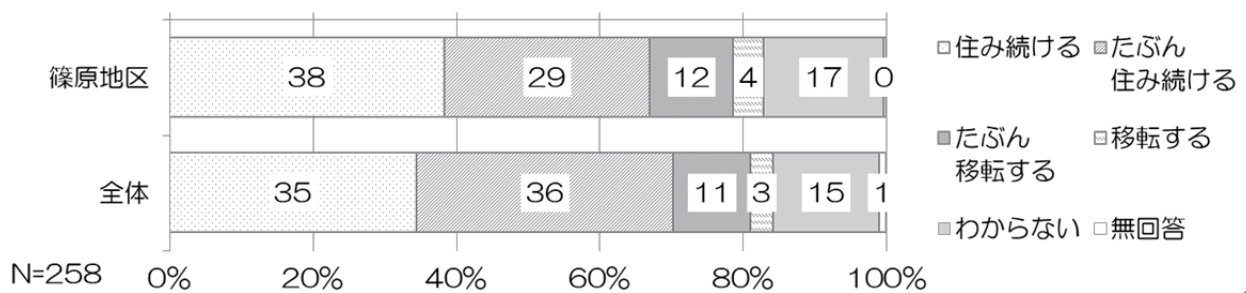 篠原地区
38 29 12 4 17 0
全体
35 36 11 3 15 1
N=258
0% 20% 40% 60% 80% 100%
住み続ける
たぶん
住み続ける
たぶん
移転する
移転する
わからない
無回答